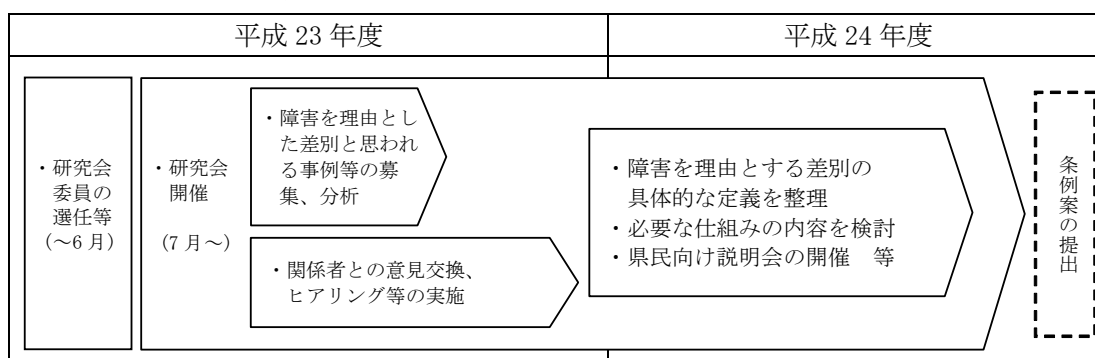 平成 23 年度
平成 24 年度
・研究会
委員の
選任等
(～6 月)
・研究会
開催
(7 月～)
・障害を理由とし
た差別と思われ
る事例等の募
集、分析
・関係者との意見交換、
ヒアリング等の実施
・障害を理由とする差別の
具体的な定義を整理
・必要な仕組みの内容を検討
・県民向け説明会の開催　等
条例案の提出